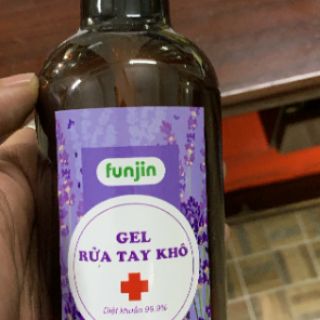 funjin
GEL
RỬA TAY KHÔ
Diệt khuẩn 99.9%